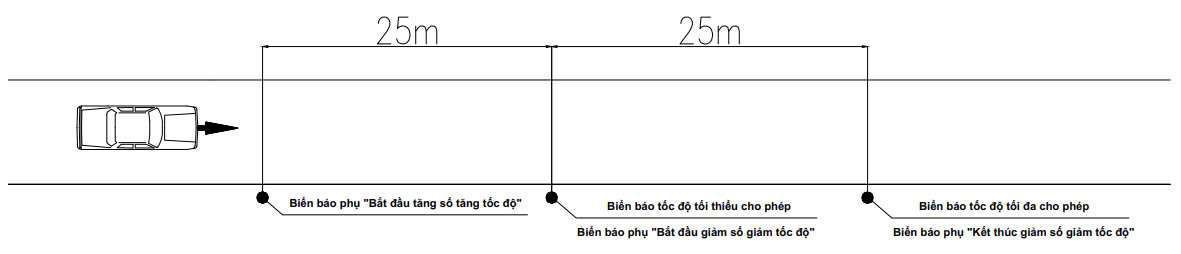 25m
25m
Biển báo phụ "Bắt đầu tăng số tăng tốc độ"
Biển báo tốc độ tối thiểu cho phép
Biển báo phụ "Bắt đầu giảm số giảm tốc độ"
Biển báo tốc độ tối đa cho phép
Biển báo phụ "Kết thúc giảm số giảm tốc độ"